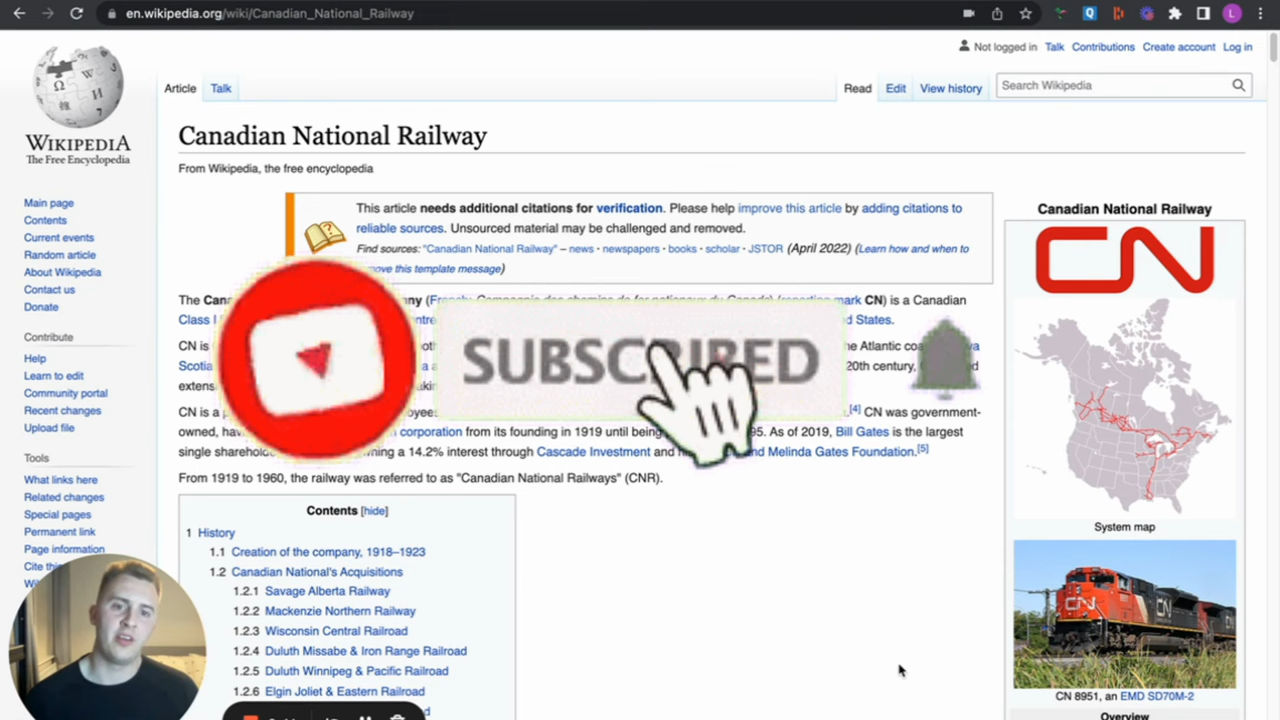 en.wikipedia.org/wiki/Canadian_National_Railway
Not logged in Talk Contributions Create account Log in
Article Talk Read Edit View history Search Wikipedia
WIKIPEDIA
The Free Encyclopedia
Canadian National Railway
From Wikipedia, the free encyclopedia
Main page
Contents
Current events
Random article
About Wikipedia
Contact us
Donate
Contribute
Help
Learn to edit
Community portal
Recent changes
Upload file
Tools
What links here
Related changes
Special pages
Permanent link
Page information
Cite
This article needs additional citations for verification. Please help improve this article by adding citations to
reliable sources. Unsourced material may be challenged and removed.
Find sources: "Canadian National Railway" – news · newspapers · books · scholar · JSTOR (April 2022) (Learn how and when to
this template message)
The (French: Compagnie des chemins de fer nationaux du Canada) (reporting mark CN) is a Canadian
Class States.
CN is the Atlantic
Scotia 20th century,
CN is a [4] CN was government-
owned, corporation from its founding in 1919 until being As of 2019, Bill Gates is the largest
single a 14.2% interest through Cascade Investment and and Melinda Gates Foundation.[5]
From 1919 to 1960, the railway was referred to as "Canadian National Railways" (CNR).
SUBSCRIBED
Contents [hide]
1 History
1.1 Creation of the company, 1918–1923
1.2 Canadian National's Acquisitions
1.2.1 Savage Alberta Railway
1.2.2 Mackenzie Northern Railway
1.2.3 Wisconsin Central Railroad
1.2.4 Duluth Missabe & Iron Range Railroad
1.2.5 Duluth Winnipeg & Pacific Railroad
1.2.6 Elgin Joliet & Eastern Railroad
Canadian National Railway
CN
System map
CN CN
CN 8951, an EMD SD70M-2
Overview